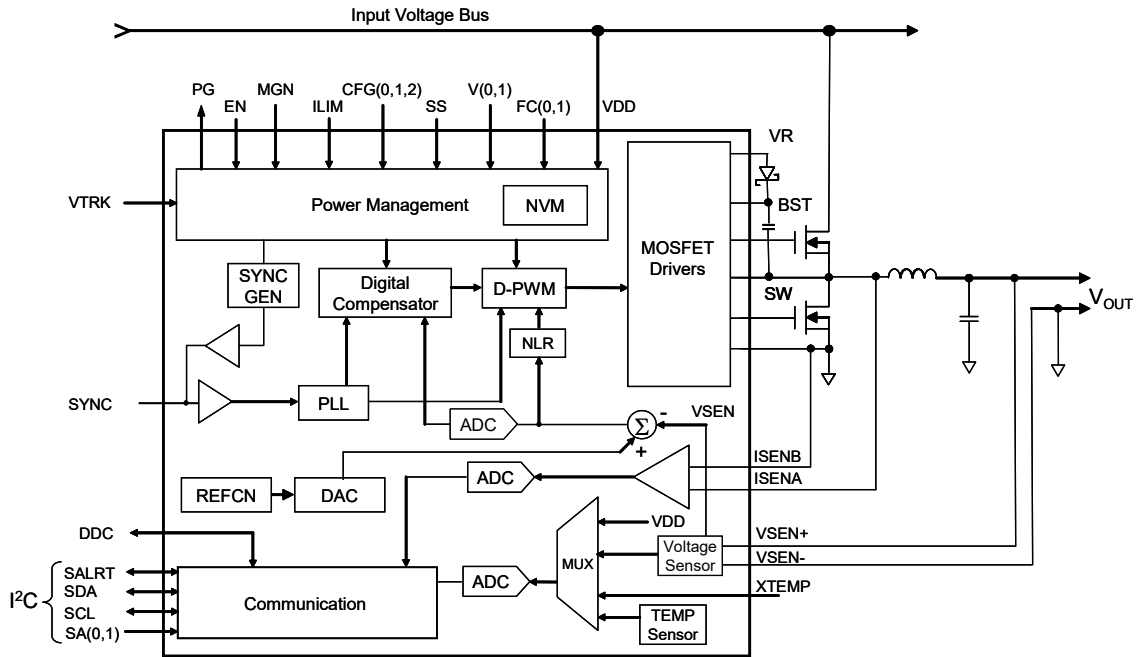 Input Voltage Bus
PG
EN
MGN
ILIM
CFG(0,1,2)
SS
V(0,1)
FC(0,1)
VDD
VR
VTRK
Power Management
NVM
BST
MOSFET
Drivers
SYNC
GEN
Digital
Compensator
D-PWM
SW
VOUT
NLR
SYNC
PLL
ADC
Σ
-
+
VSEN
ISENB
ISENA
ADC
REFCN
DAC
DDC
VDD
VSEN+
VSEN-
Voltage
Sensor
MUX
XTEMP
TEMP
Sensor
ADC
Communication
I²C
SALRT
SDA
SCL
SA(0,1)